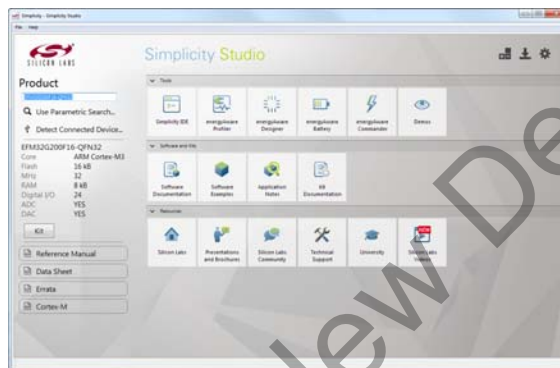 Simplicity - Simplicity Studio
File Help
SILICON LABS
Simplicity Studio
Product
Use Parametric Search...
Detect Connected Device...
EFM32G200F16-QFN32
Core ARM Cortex-M3
Flash 16 kB
MHz 32
RAM 8 kB
Digital I/O 24
ADC YES
DAC YES
Kit
Reference Manual
Data Sheet
Errata
Cortex-M
Tools
Simplicity IDE
energyAware Profiler
energyAware Designer
energyAware Battery
energyAware Commander
Demos
Software and Kits
Software Documentation
Software Examples
Application Notes
Kit Documentation
Resources
Silicon Labs
Presentations and Brochures
Silicon Labs Community
Technical Support
University
NEW
Silicon Labs Videos
New D